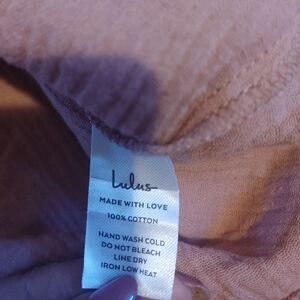 Lulus
MADE WITH LOVE
100% COTTON
HAND WASH COLD
DO NOT BLEACH
LINE DRY
IRON LOW HEAT